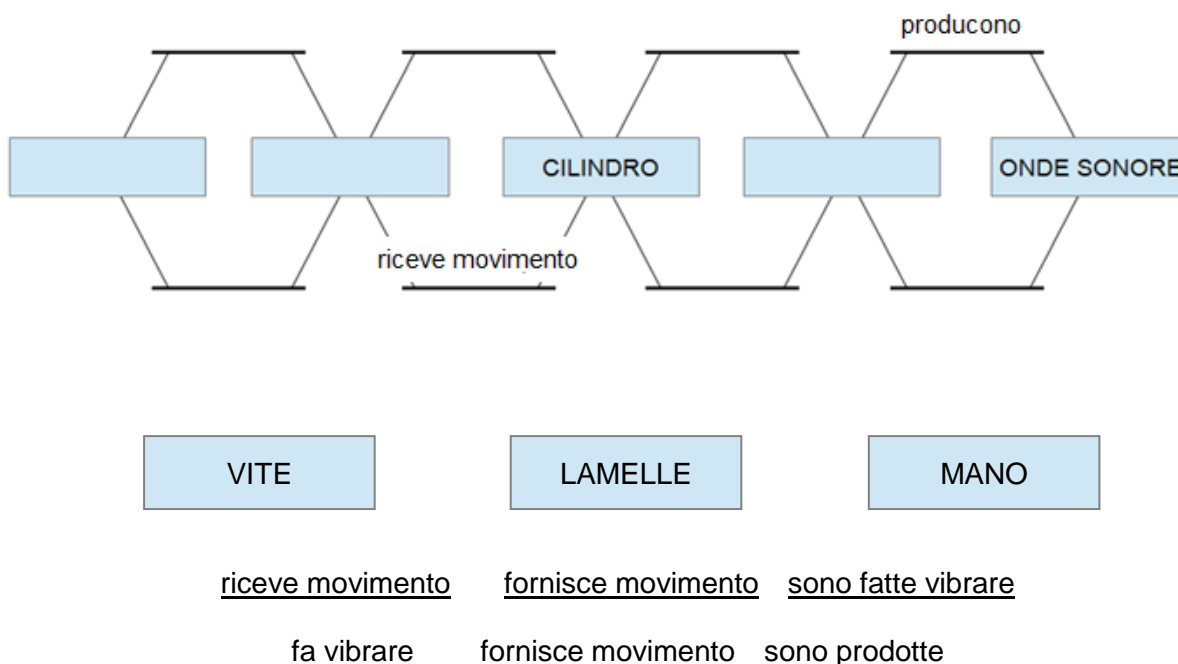 producono
CILINDRO ONDE SONORE
riceve movimento
VITE LAMELLE MANO
riceve movimento fornisce movimento sono fatte vibrare
fa vibrare fornisce movimento sono prodotte